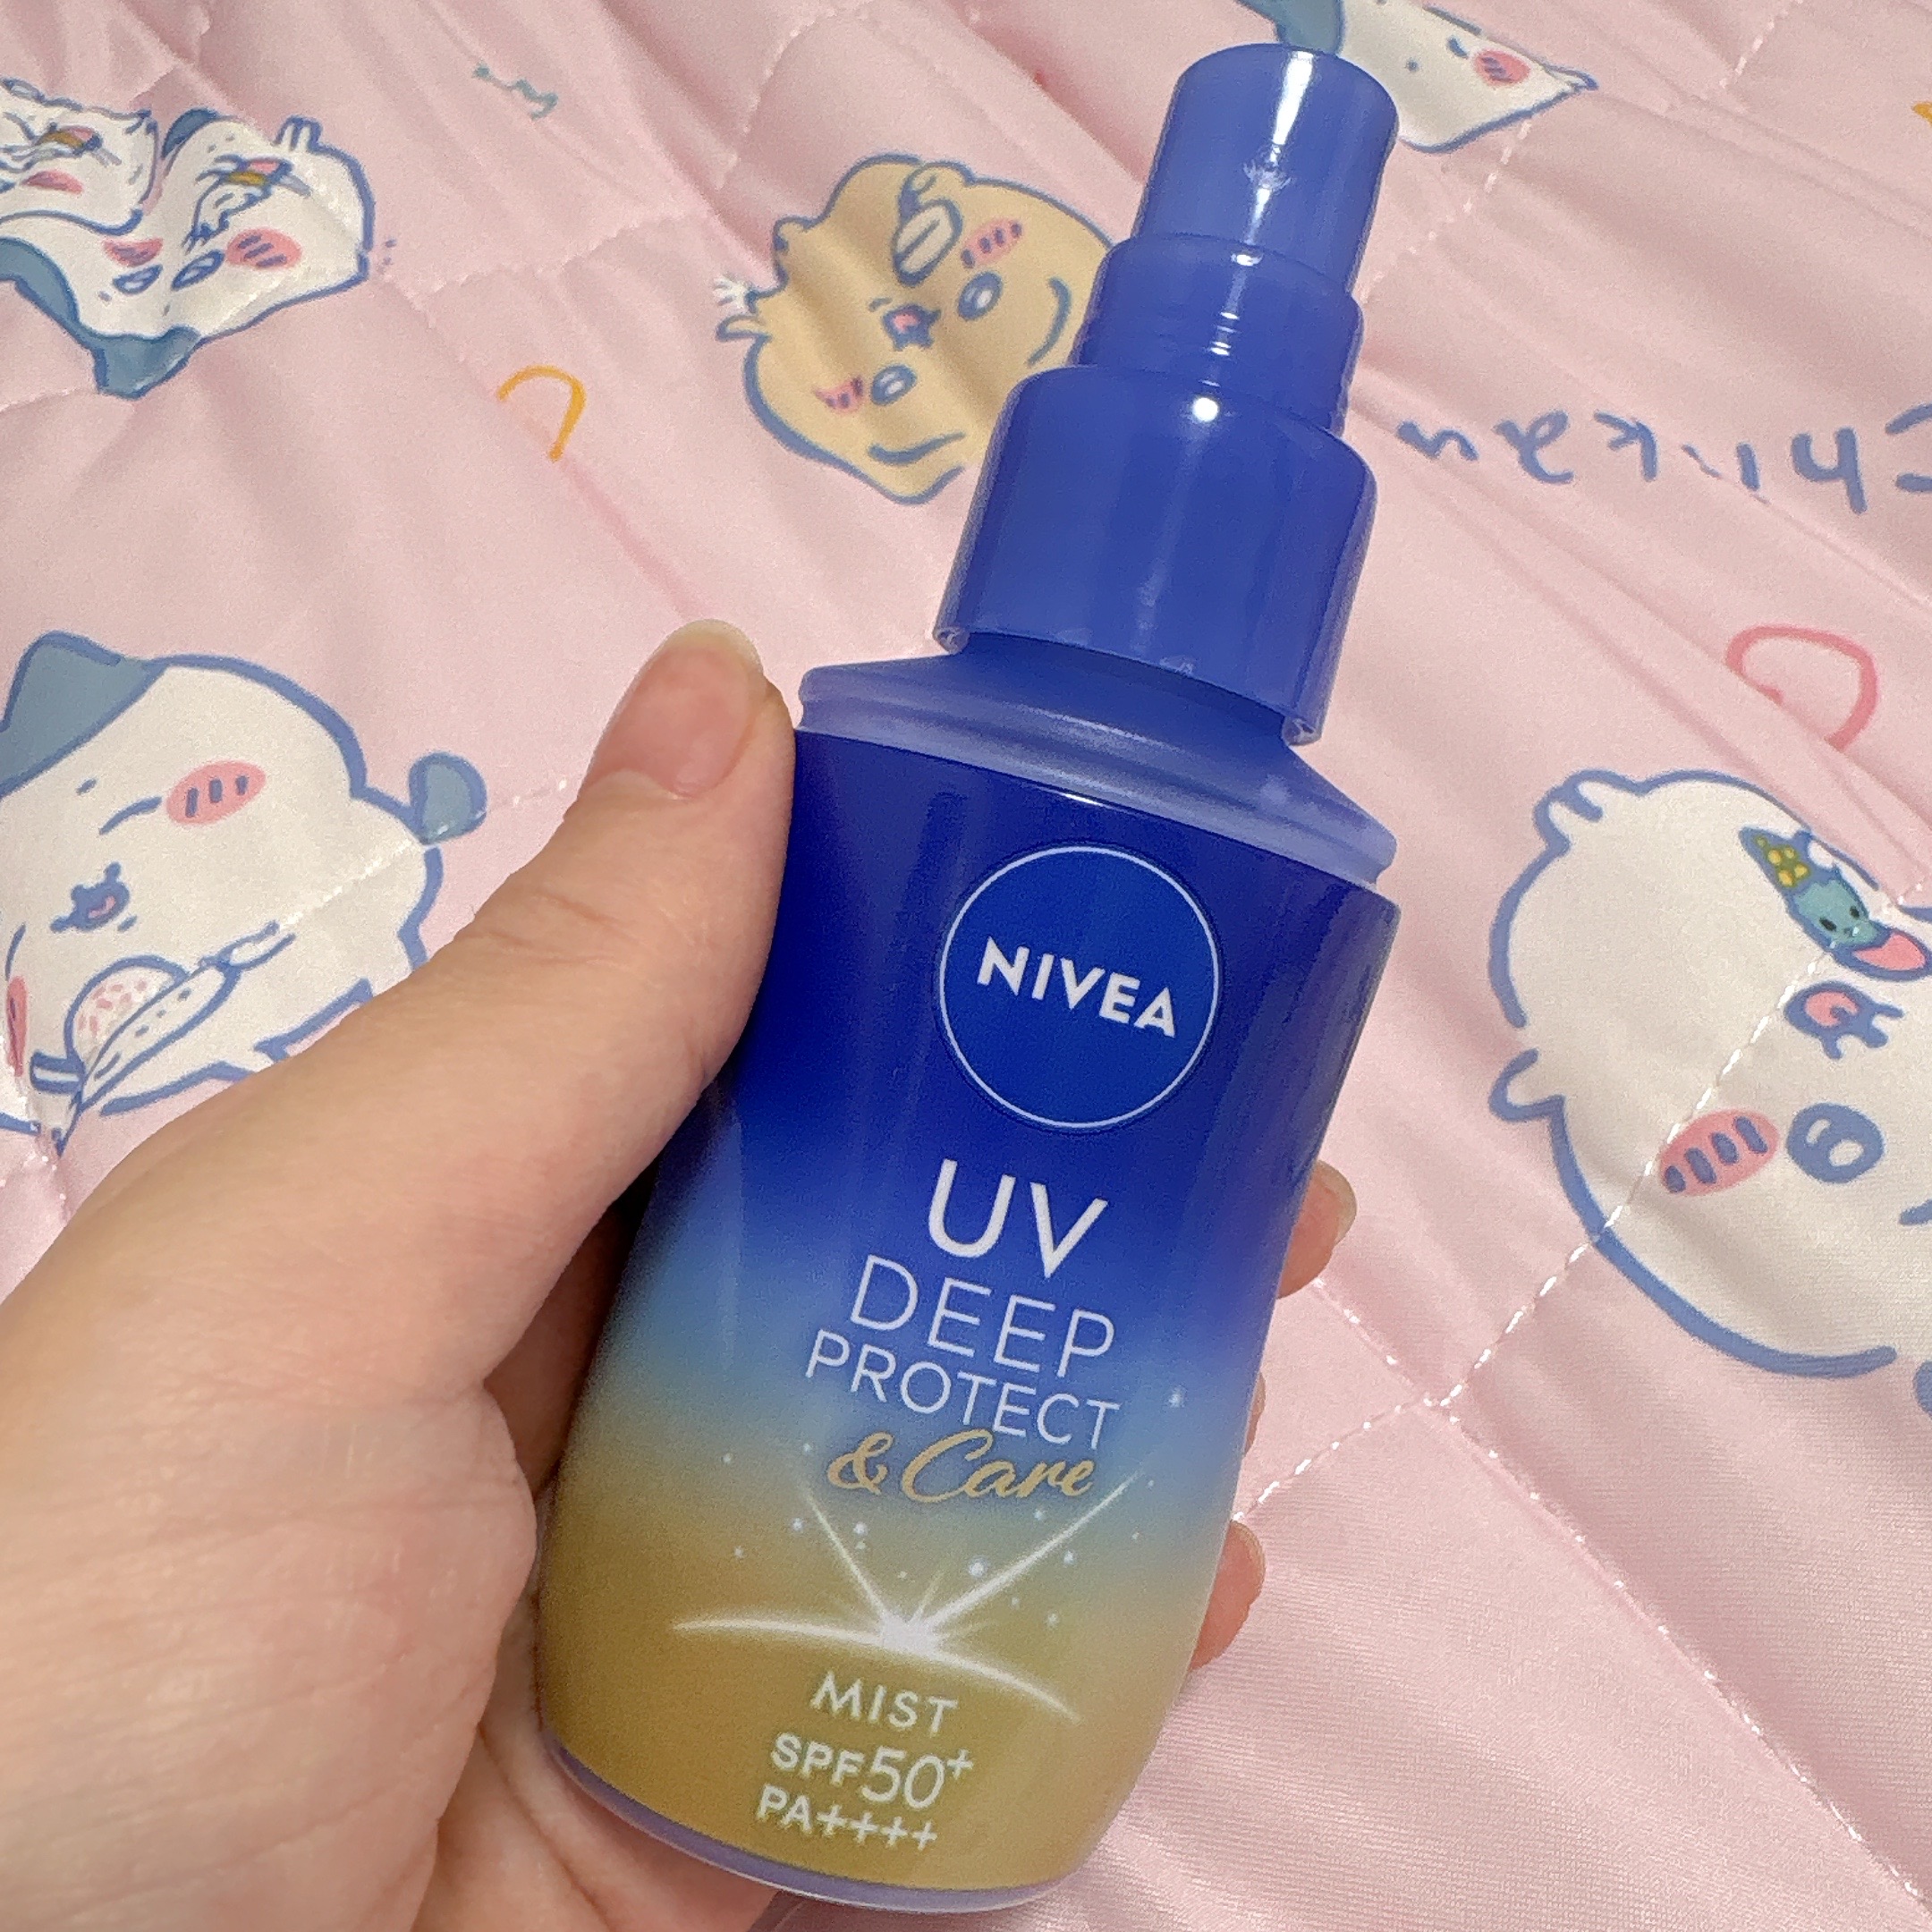 NIVEA
UV
DEEP
PROTECT
& Care
MIST
SPF50+
PA++++